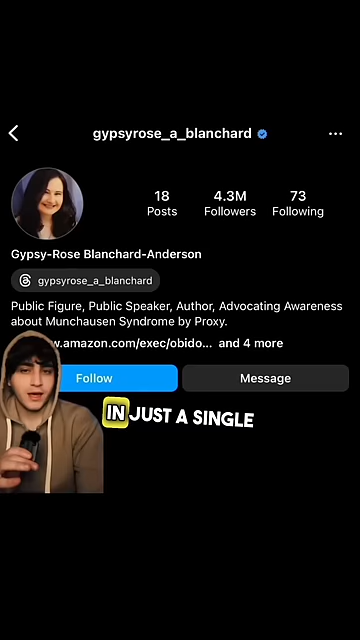 gypsyrose_a_blanchard
18 4.3M 73
Posts Followers Following
Gypsy-Rose Blanchard-Anderson
gypsyrose_a_blanchard
Public Figure, Public Speaker, Author, Advocating Awareness
about Munchausen Syndrome by Proxy.
w.amazon.com/exec/obido... and 4 more
Follow Message
IN JUST A SINGLE